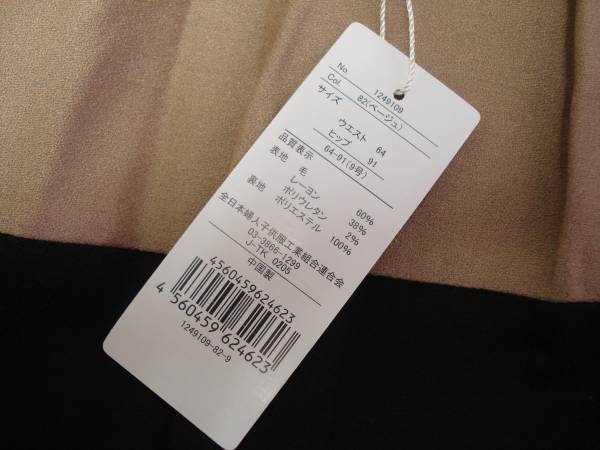 No. 1249109
Col. 82(ベージュ)
サイズ
ウエスト 64
ヒップ 91
64-91(9号)
品質表示
表地 毛 60%
レーヨン 38%
ポリウレタン 2%
裏地 ポリエステル 100%
全日本婦人子供服工業組合連合会
03-3866-1299
J-TK 0205
中国製
4560459624623
4 560459 624623
1249109-82-9